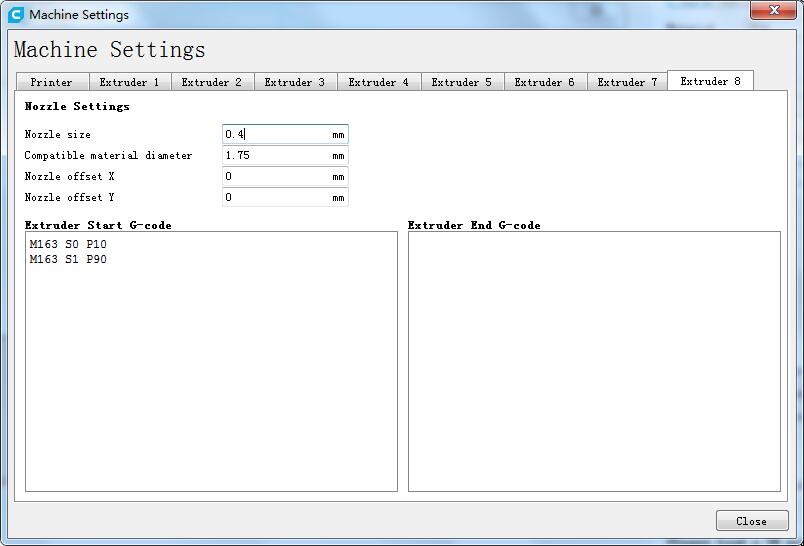 Machine Settings
Machine Settings
Printer Extruder 1 Extruder 2 Extruder 3 Extruder 4 Extruder 5 Extruder 6 Extruder 7 Extruder 8
Nozzle Settings
Nozzle size 0.4 mm
Compatible material diameter 1.75 mm
Nozzle offset X 0 mm
Nozzle offset Y 0 mm
Extruder Start G-code Extruder End G-code
M163 S0 P10
M163 S1 P90
Close